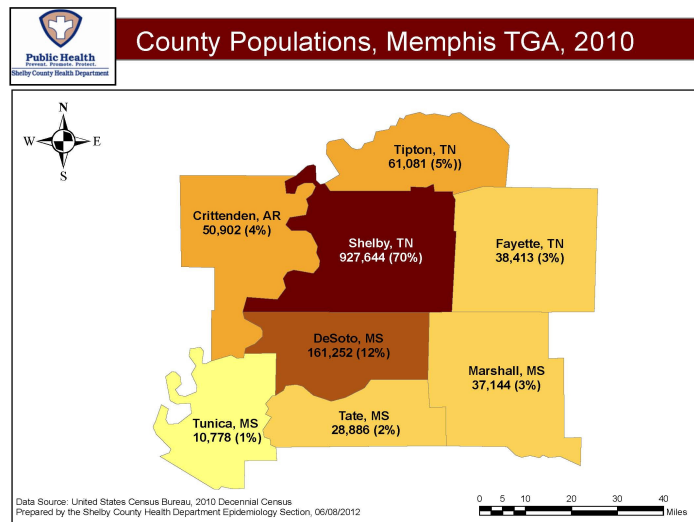 Public Health
Prevent. Promote. Protect.
Shelby County Health Department
County Populations, Memphis TGA, 2010
N
W E
S
Tipton, TN
61,081 (5%))
Crittenden, AR
50,902 (4%)
Shelby, TN
927,644 (70%)
Fayette, TN
38,413 (3%)
DeSoto, MS
161,252 (12%)
Marshall, MS
37,144 (3%)
Tunica, MS
10,778 (1%)
Tate, MS
28,886 (2%)
Data Source: United States Census Bureau, 2010 Decennial Census
Prepared by the Shelby County Health Department Epidemiology Section, 06/08/2012
0 5 10 20 30 40
Miles